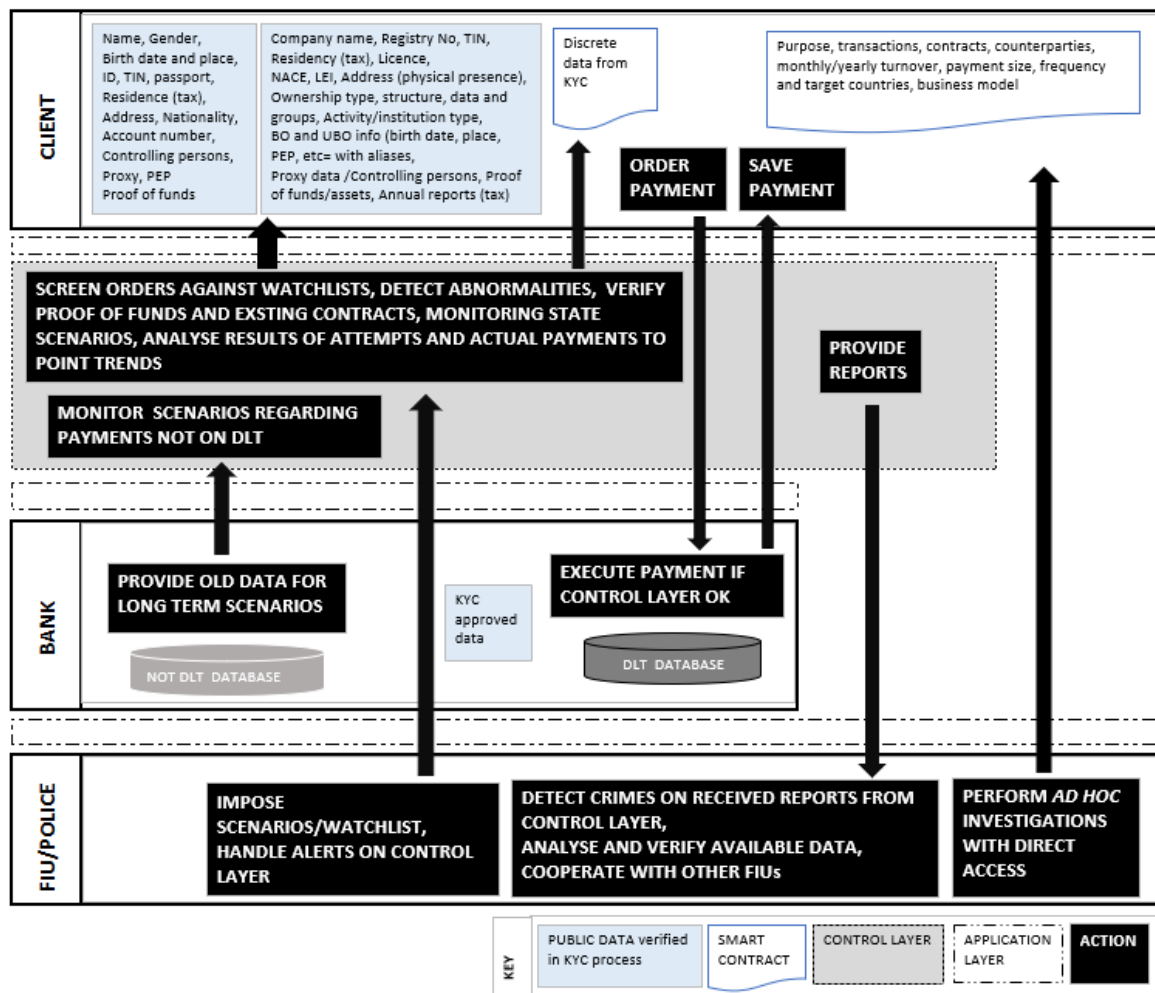 CLIENT
Name, Gender,
Birth date and place,
ID, TIN, passport,
Residence (tax),
Address, Nationality,
Account number,
Controlling persons,
Proxy, PEP
Proof of funds
Company name, Registry No, TIN,
Residency (tax), Licence,
NACE, LEI, Address (physical presence),
Ownership type, structure, data and
groups, Activity/institution type,
BO and UBO info (birth date, place,
PEP, etc= with aliases,
Proxy data /Controlling persons, Proof
of funds/assets, Annual reports (tax)
Discrete
data from
KYC
Purpose, transactions, contracts, counterparties,
monthly/yearly turnover, payment size, frequency
and target countries, business model
ORDER
PAYMENT
SAVE
PAYMENT
SCREEN ORDERS AGAINST WATCHLISTS, DETECT ABNORMALITIES, VERIFY
PROOF OF FUNDS AND EXSTING CONTRACTS, MONITORING STATE
SCENARIOS, ANALYSE RESULTS OF ATTEMPTS AND ACTUAL PAYMENTS TO
POINT TRENDS
PROVIDE
REPORTS
MONITOR SCENARIOS REGARDING
PAYMENTS NOT ON DLT
BANK
PROVIDE OLD DATA FOR
LONG TERM SCENARIOS
NOT DLT DATABASE
KYC
approved
data
EXECUTE PAYMENT IF
CONTROL LAYER OK
DLT DATABASE
FIU/POLICE
IMPOSE
SCENARIOS/WATCHLIST,
HANDLE ALERTS ON CONTROL
LAYER
DETECT CRIMES ON RECEIVED REPORTS FROM
CONTROL LAYER,
ANALYSE AND VERIFY AVAILABLE DATA,
COOPERATE WITH OTHER FIUs
PERFORM AD HOC
INVESTIGATIONS
WITH DIRECT
ACCESS
KEY
PUBLIC DATA verified
in KYC process
SMART
CONTRACT
CONTROL LAYER
APPLICATION
LAYER
ACTION